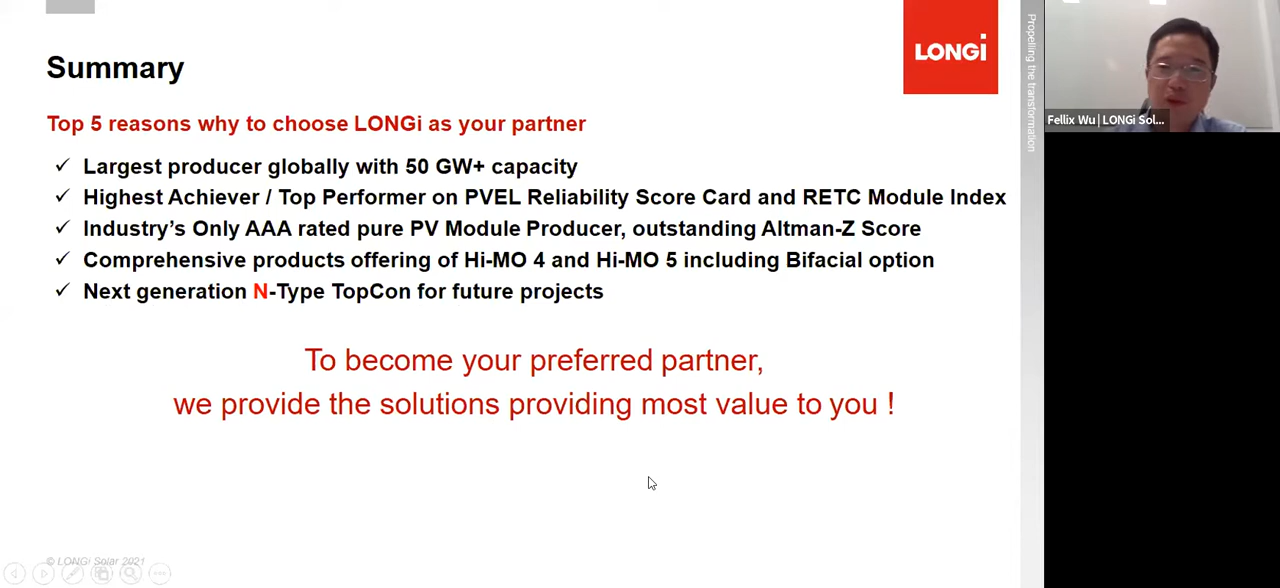 Summary
LONGi
Top 5 reasons why to choose LONGi as your partner
✓ Largest producer globally with 50 GW+ capacity
✓ Highest Achiever / Top Performer on PVEL Reliability Score Card and RETC Module Index
✓ Industry’s Only AAA rated pure PV Module Producer, outstanding Altman-Z Score
✓ Comprehensive products offering of Hi-MO 4 and Hi-MO 5 including Bifacial option
✓ Next generation N-Type TopCon for future projects
To become your preferred partner,
we provide the solutions providing most value to you !
© LONGi Solar 2021
Propelling the transformation
Fellix Wu | LONGi Sol...